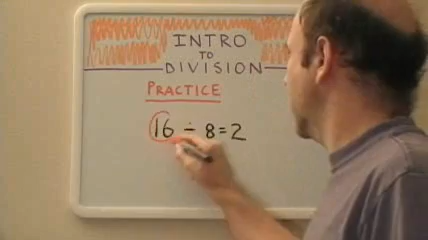 INTRO
TO
DIVISION
PRACTICE
16 ÷ 8 = 2